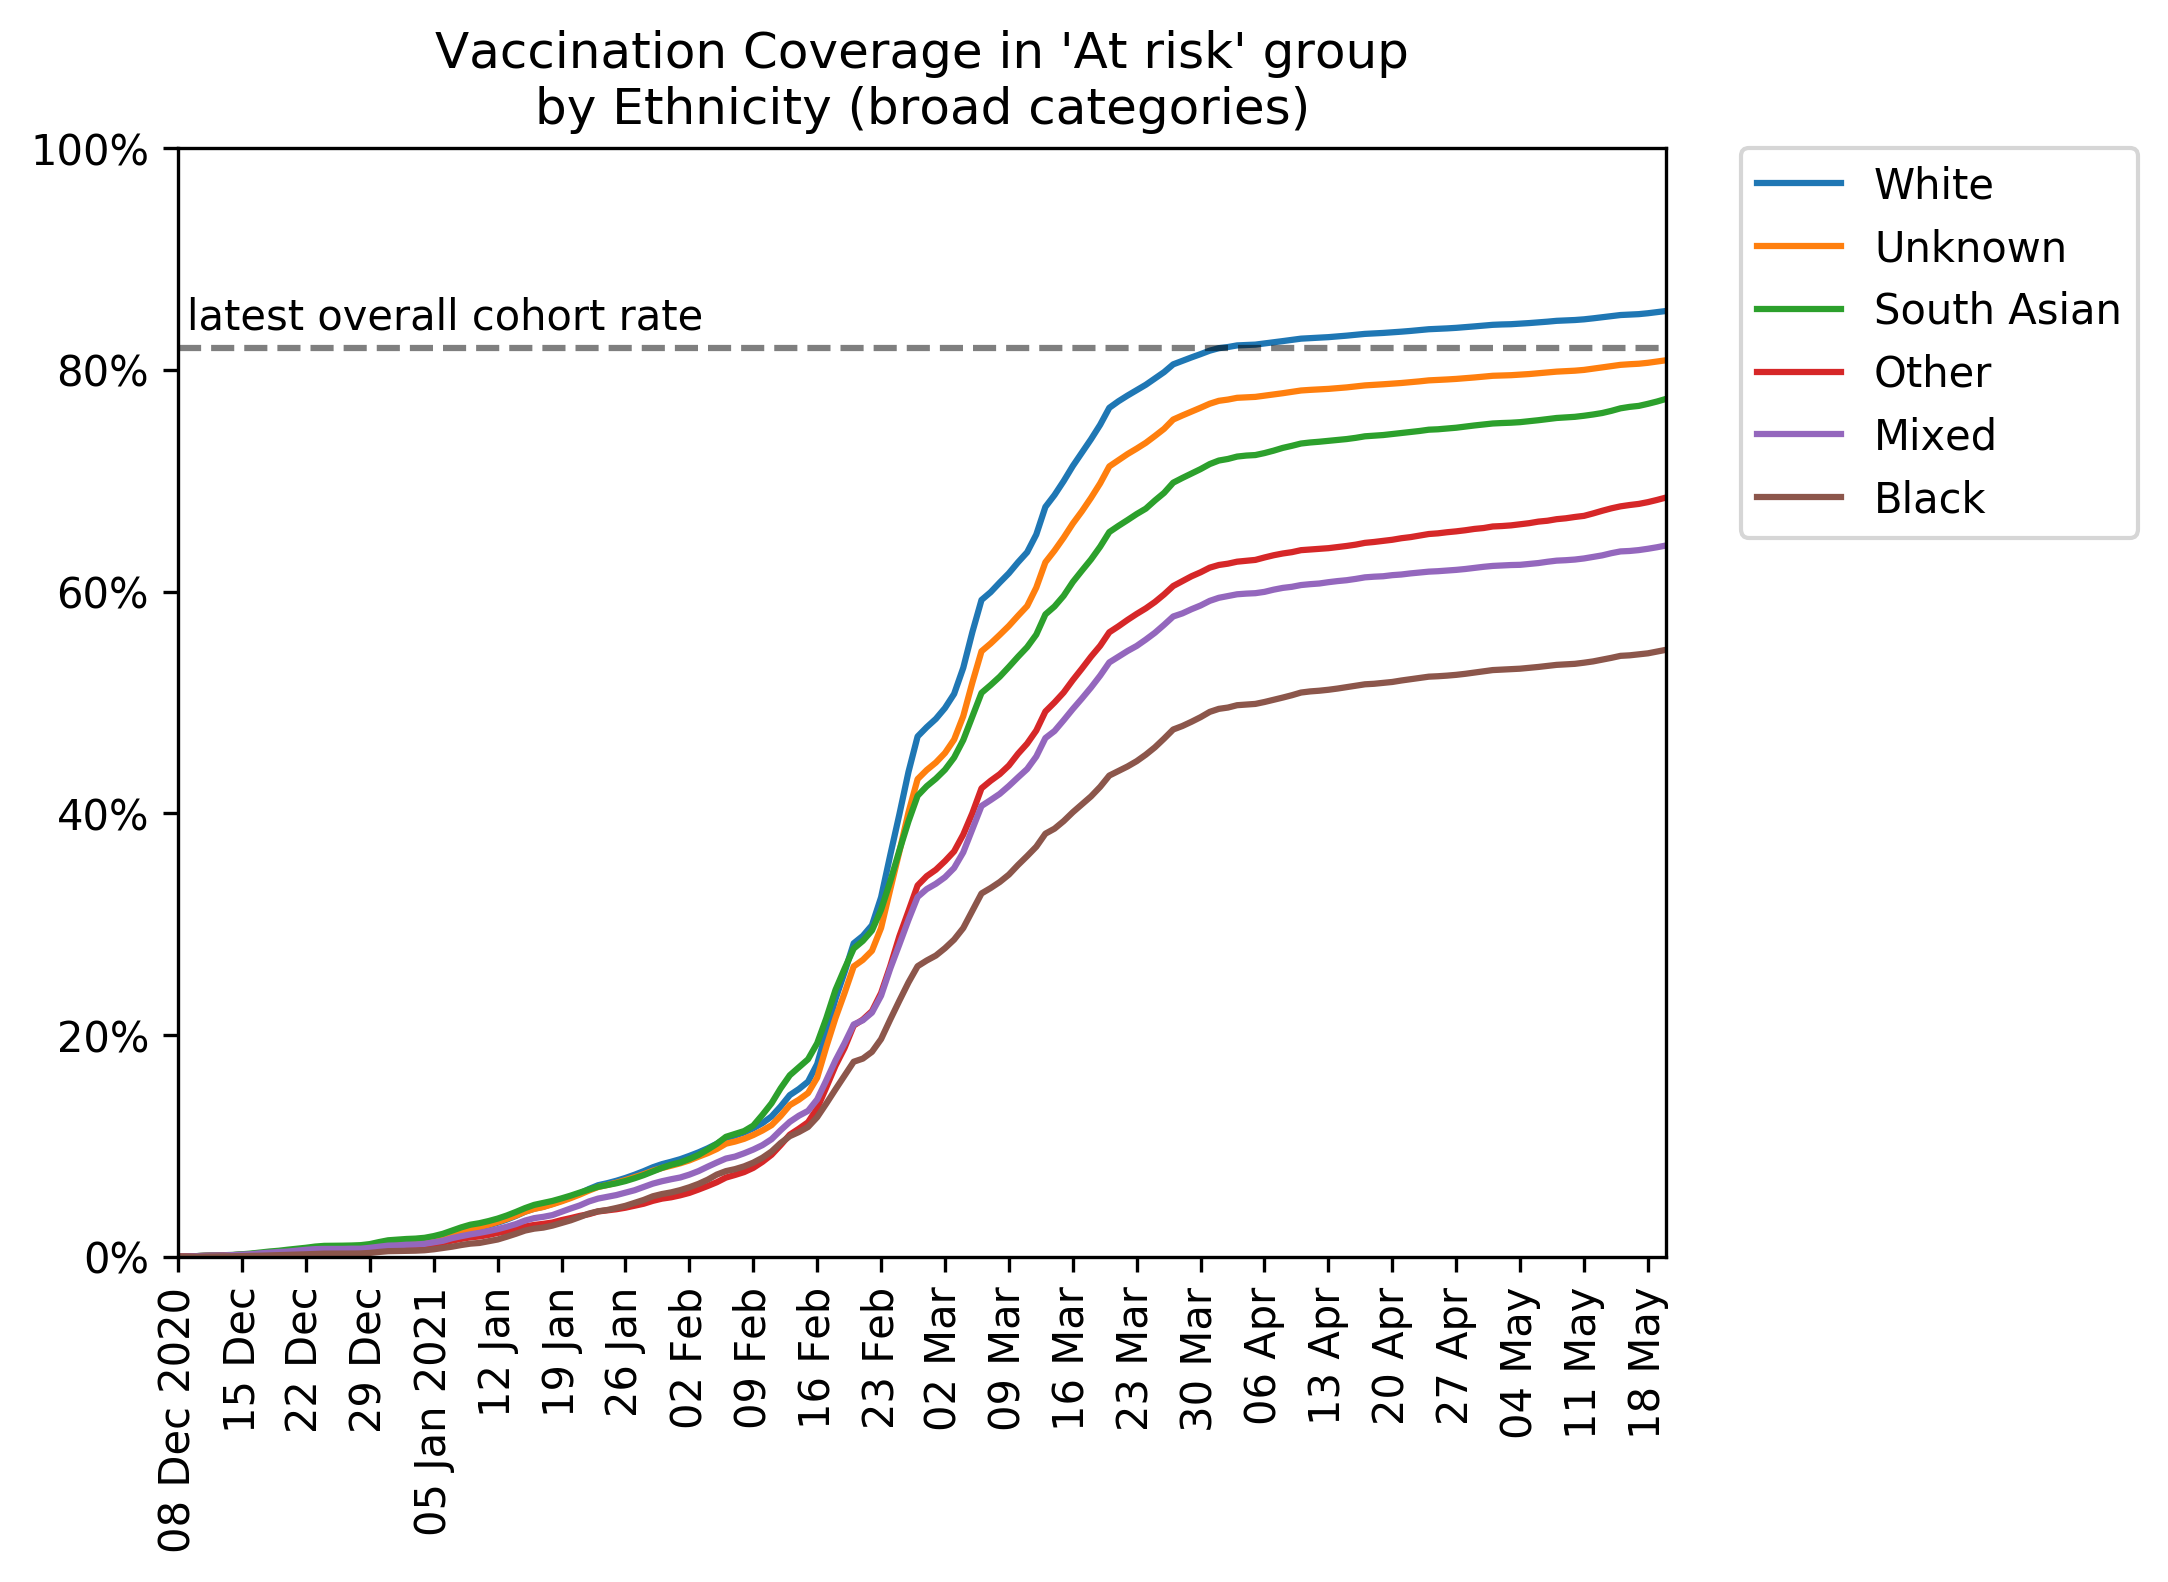 Vaccination Coverage in 'At risk' group
by Ethnicity (broad categories)
100%
80%
60%
40%
20%
0%
latest overall cohort rate
White
Unknown
South Asian
Other
Mixed
Black
08 Dec 2020
15 Dec
22 Dec
29 Dec
05 Jan 2021
12 Jan
19 Jan
26 Jan
02 Feb
09 Feb
16 Feb
23 Feb
02 Mar
09 Mar
16 Mar
23 Mar
30 Mar
06 Apr
13 Apr
20 Apr
27 Apr
04 May
11 May
18 May